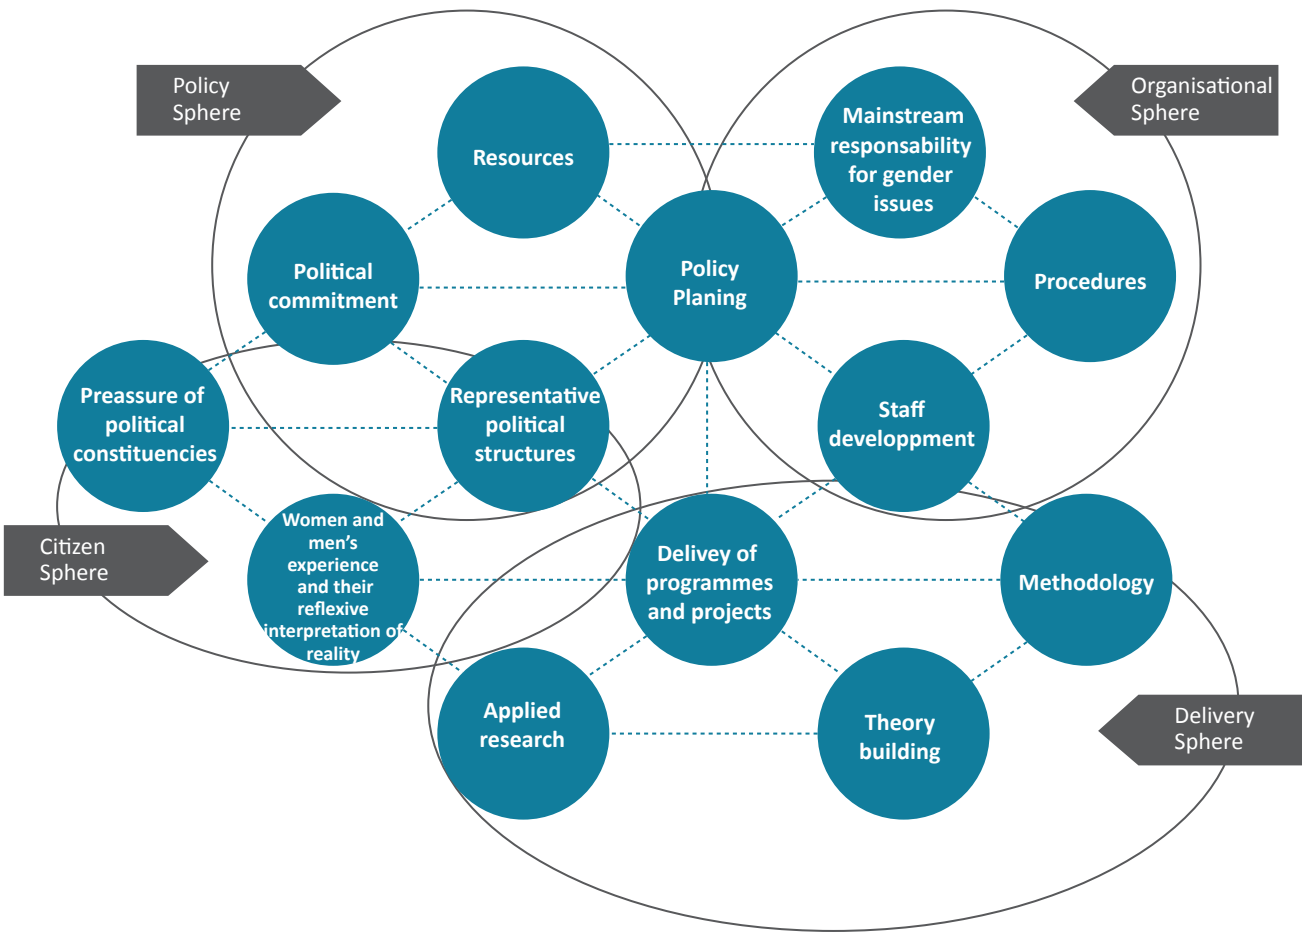 Policy
Sphere
Organisational
Sphere
Resources
Mainstream
responsability
for gender
issues
Political
commitment
Policy
Planing
Procedures
Preassure of
political
constituencies
Representative
political
structures
Staff
developpment
Citizen
Sphere
Women and
men’s
experience
and their
reflexive
interpretation of
reality
Delivey of
programmes
and projects
Methodology
Applied
research
Theory
building
Delivery
Sphere